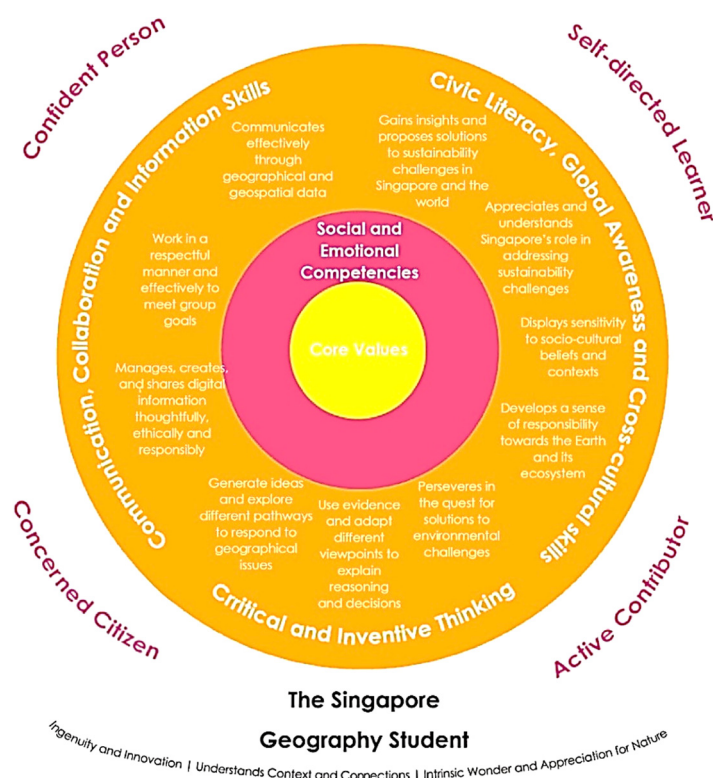 Confident Person
Self-directed Learner
Communication, Collaboration and Information Skills
Civic Literacy, Global Awareness and Cross-cultural skills
Communicates
effectively
through
geographical and
geospatial data
Gains insights and
proposes solutions
to sustainability
challenges in
Singapore and the
world
Appreciates and
understands
Singapore's role in
addressing
sustainability
challenges
Social and
Emotional
Competencies
Work in a
respectful
manner and
effectively to
meet group
goals
Core Values
Displays sensitivity
to socio-cultural
beliefs and
contexts
Manages, creates,
and shares digital
information
thoughtfully,
ethically and
responsibly
Develops a sense
of responsibility
towards the Earth
and its
ecosystem
Generate ideas
and explore
different pathways
to respond to
geographical
issues
Use evidence
and adapt
different
viewpoints to
explain
reasoning
and decisions
Perseveres in
the quest for
solutions to
environmental
challenges
Crritical and Inventive Thinking
Concerned Citizen
Active Contributor
The Singapore
Geography Student
Ingenuity and Innovation | Understands Context and Connections | Intrinsic Wonder and Appreciation for Nature